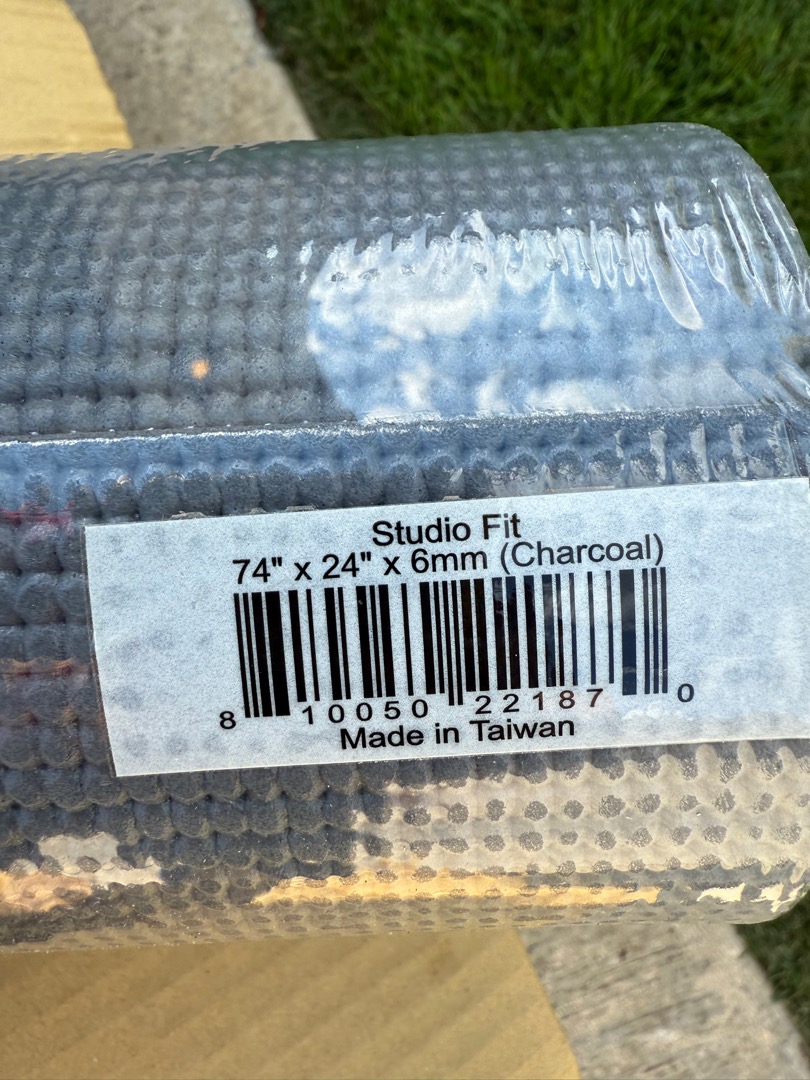 Studio Fit
74" x 24" x 6mm (Charcoal)
8 10050 22187 0
Made in Taiwan